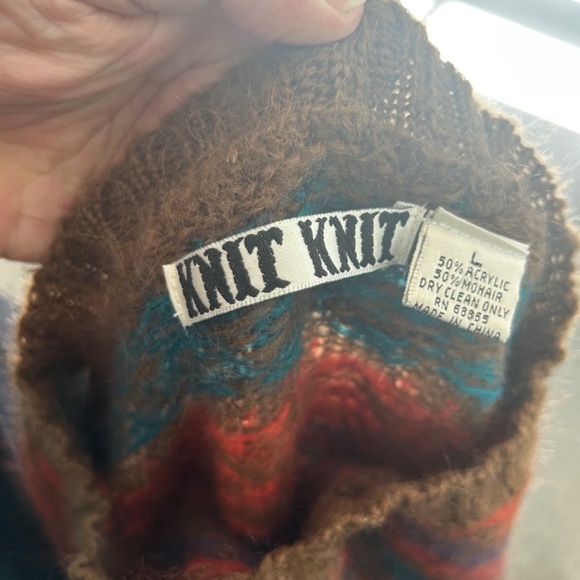 KNIT KNIT
L
50% ACRYLIC
50% MOHAIR
DRY CLEAN ONLY
RN 68865
MADE IN CHINA